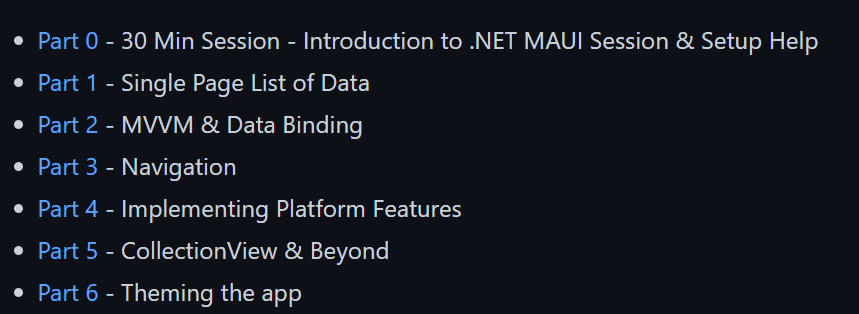 Part 0 - 30 Min Session - Introduction to .NET MAUI Session & Setup Help
Part 1 - Single Page List of Data
Part 2 - MVVM & Data Binding
Part 3 - Navigation
Part 4 - Implementing Platform Features
Part 5 - CollectionView & Beyond
Part 6 - Theming the app